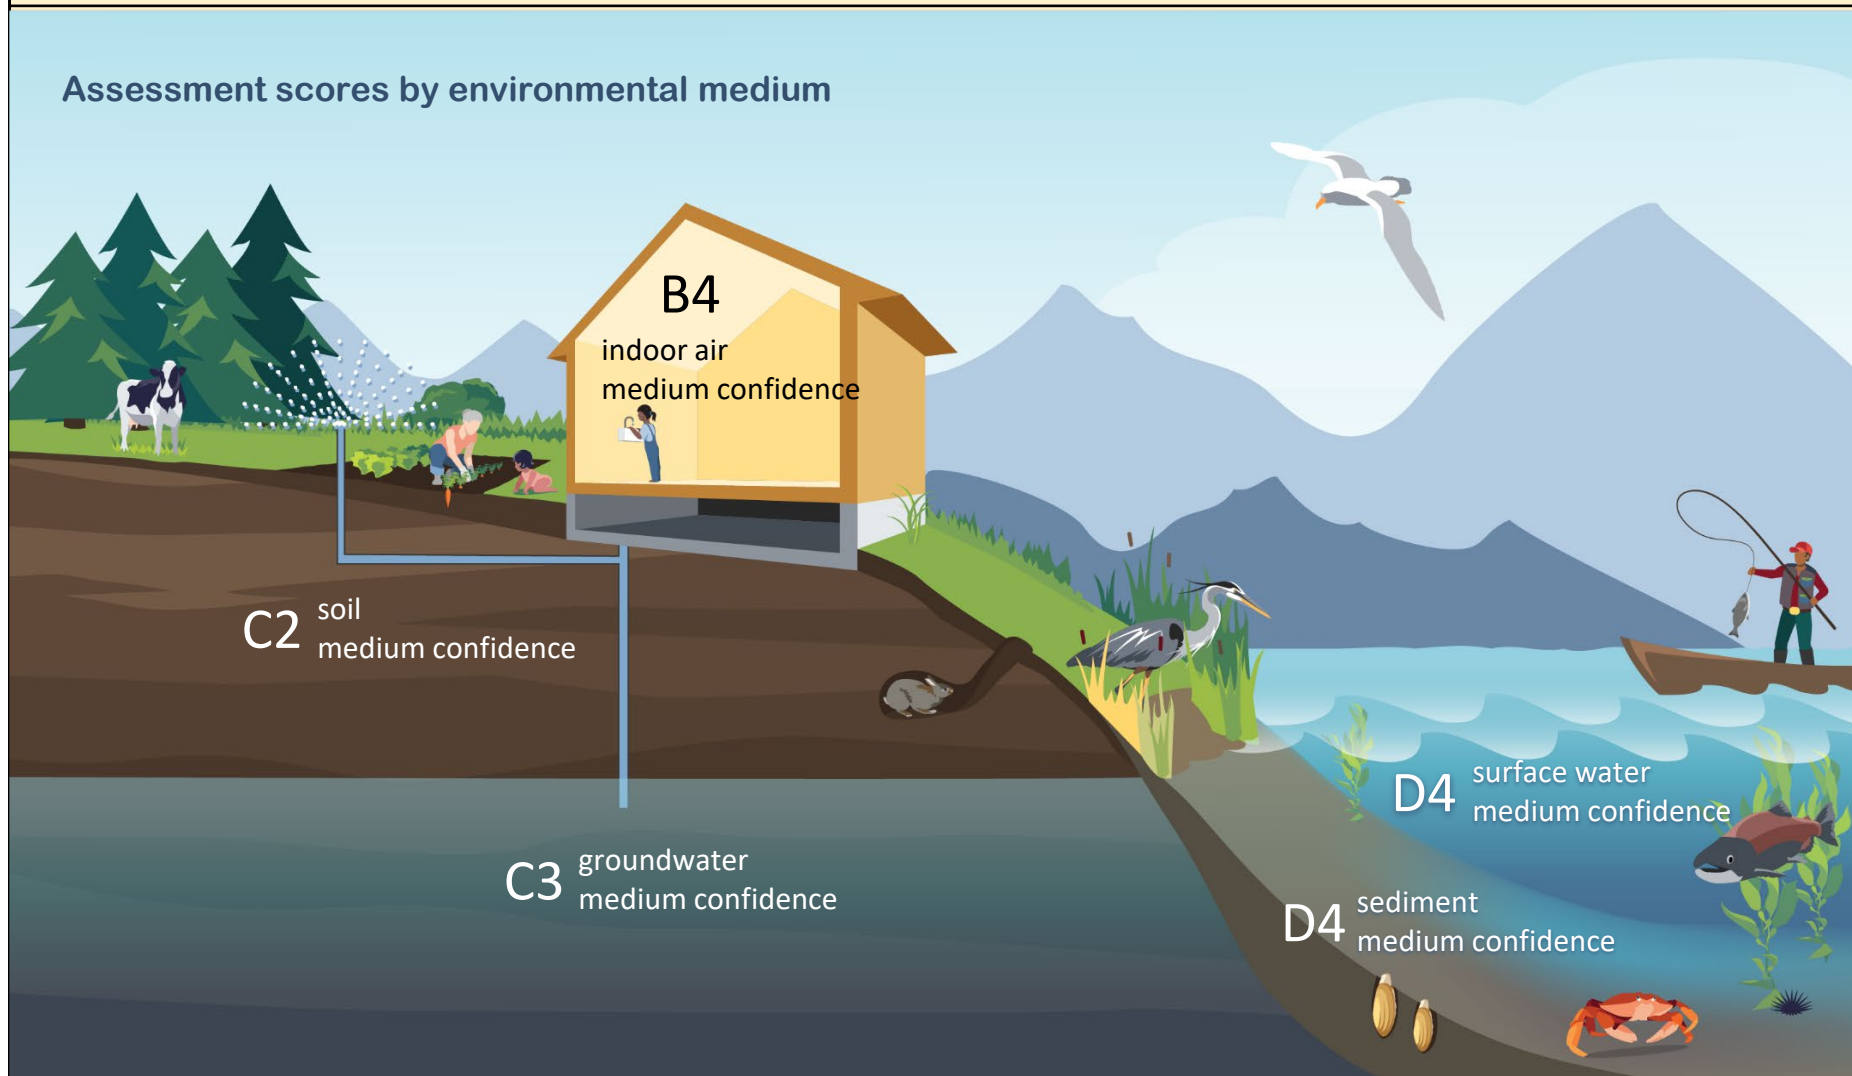 Assessment scores by environmental medium
B4
indoor air
medium confidence
C2
soil
medium confidence
C3
groundwater
medium confidence
D4
surface water
medium confidence
D4
sediment
medium confidence